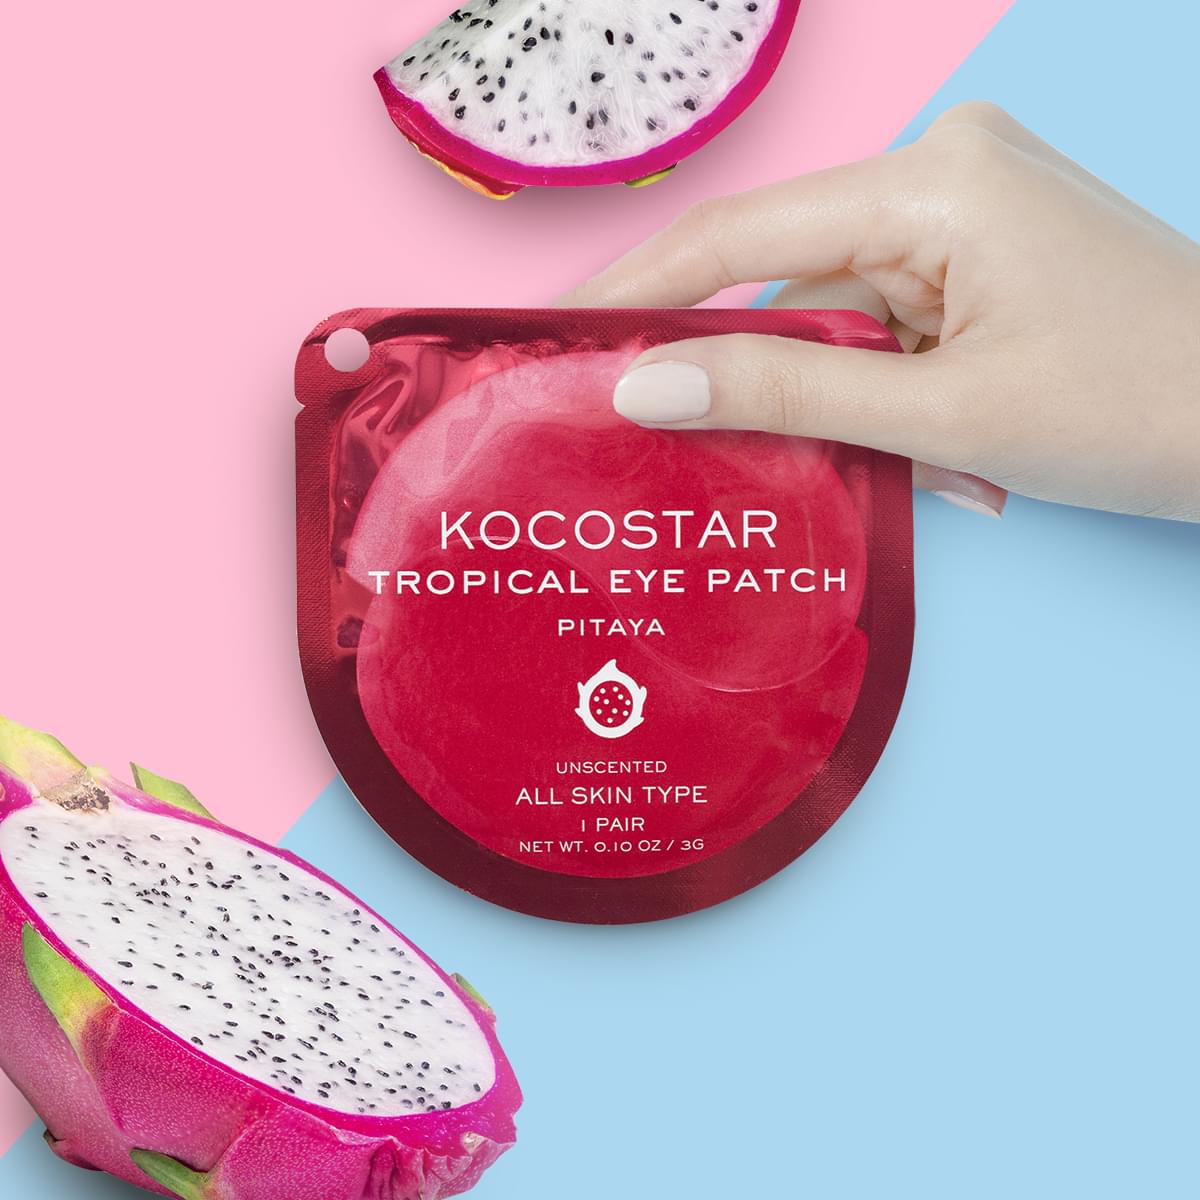 KOCOSTAR
TROPICAL EYE PATCH
PITAYA
UNSCENTED
ALL SKIN TYPE
1 PAIR
NET WT. 0.10 OZ / 3G